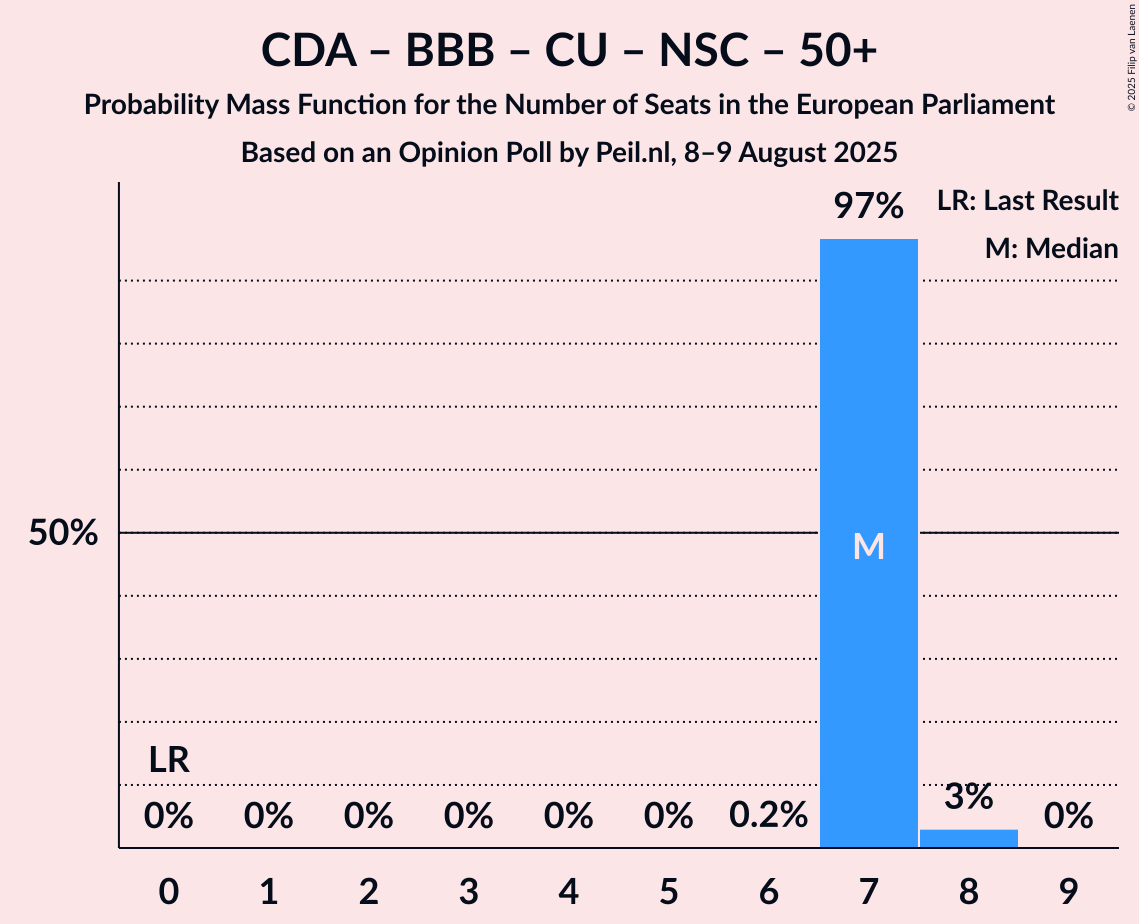 CDA – BBB – CU – NSC – 50+
Probability Mass Function for the Number of Seats in the European Parliament
Based on an Opinion Poll by Peil.nl, 8–9 August 2025
© 2025 Filip van Laenen
LR: Last Result
M: Median
97%
50%
M
LR
0% 0% 0% 0% 0% 0% 0.2% 3% 0%
0 1 2 3 4 5 6 7 8 9